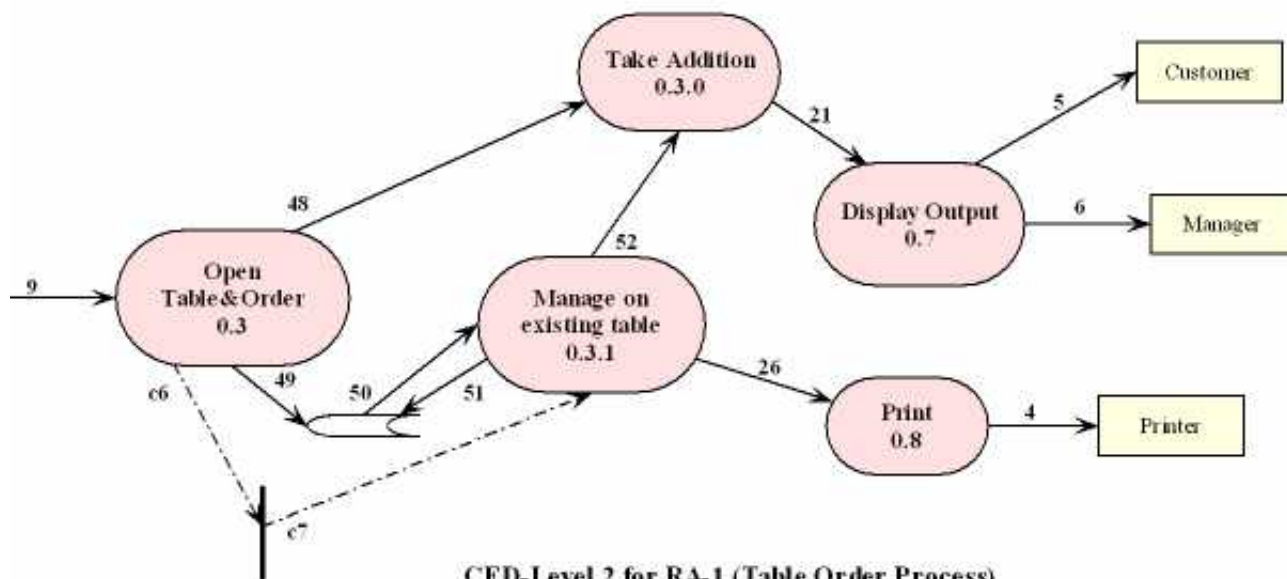 Take Addition
0.3.0
Customer
5
21
48
Display Output
0.7
6
Manager
52
9
Open
Table&Order
0.3
Manage on
existing table
0.3.1
c6
49
50
51
26
Print
0.8
4
Printer
c7
CFD-Level 2 for RA-1 (Table Order Process)